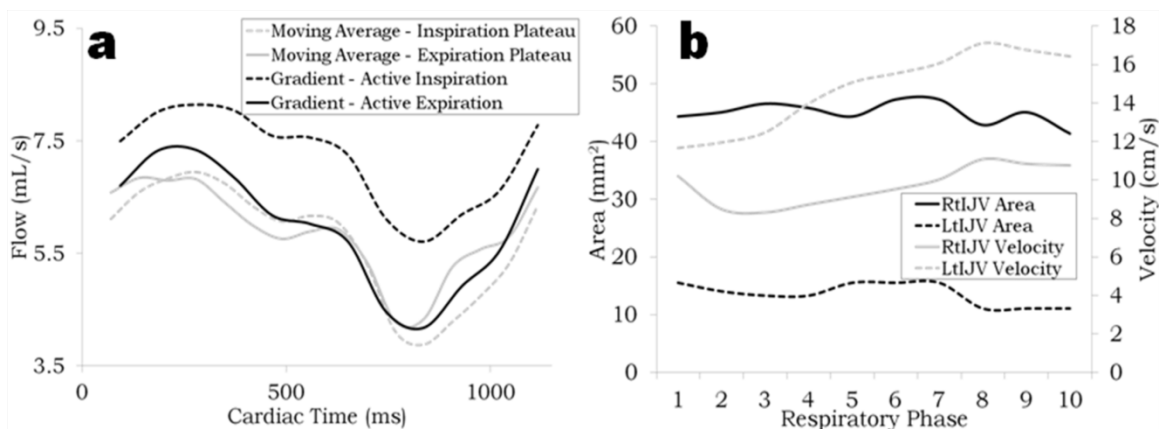 a
9.5
7.5
5.5
3.5
Flow (mL/s)
Moving Average - Inspiration Plateau
Moving Average - Expiration Plateau
Gradient - Active Inspiration
Gradient - Active Expiration
0
500
1000
Cardiac Time (ms)
b
60
50
40
30
20
10
0
Area (mm²)
RtIJV Area
LtIJV Area
RtIJV Velocity
LtIJV Velocity
18
16
14
12
10
8
6
4
2
0
Velocity (cm/s)
1 2 3 4 5 6 7 8 9 10
Respiratory Phase